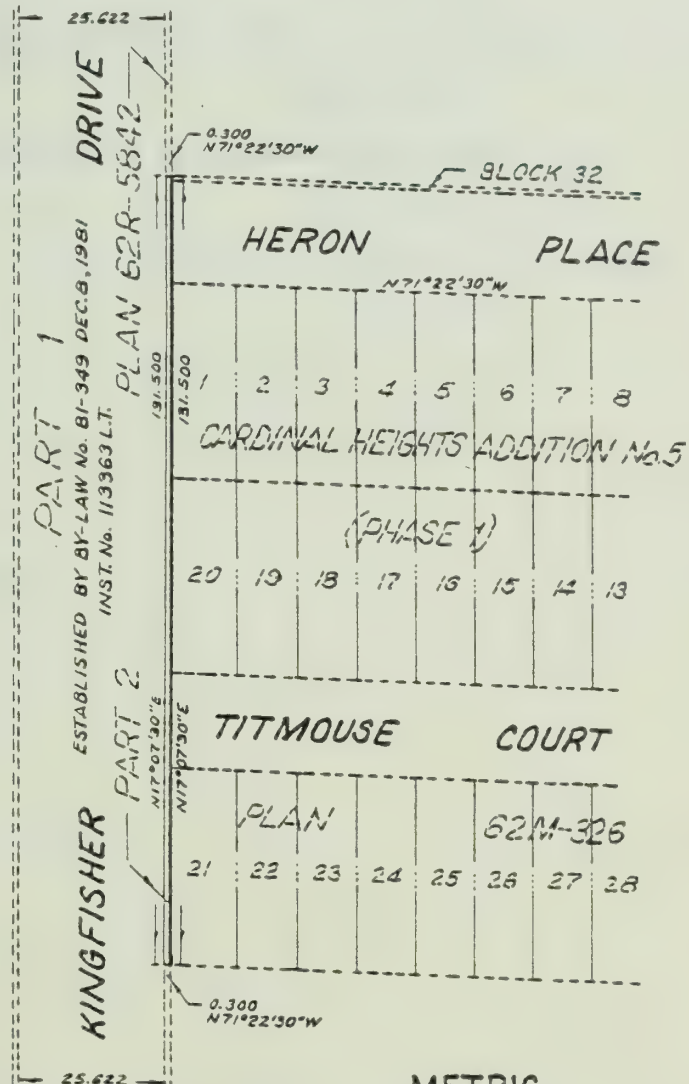 25.622
DRIVE
PLAN 62R-5842
0.300
N71°22'30"W
BLOCK 32
HERON PLACE
N71°22'30"W
PART 1
ESTABLISHED BY BY-LAW No. 81-349 DEC.8,1981
INST. No. 113363 L.T.
131.500
131.500
1 2 3 4 5 6 7 8
CARDINAL HEIGHTS ADDITION No.5
(PHASE 1)
20 19 18 17 16 15 14 13
PART 2
N17°07'30"E
N17°07'30"E
TITMOUSE COURT
KINGFISHER
PLAN 62M-326
21 22 23 24 25 26 27 28
0.300
N71°22'30"W
25.622
METRIC